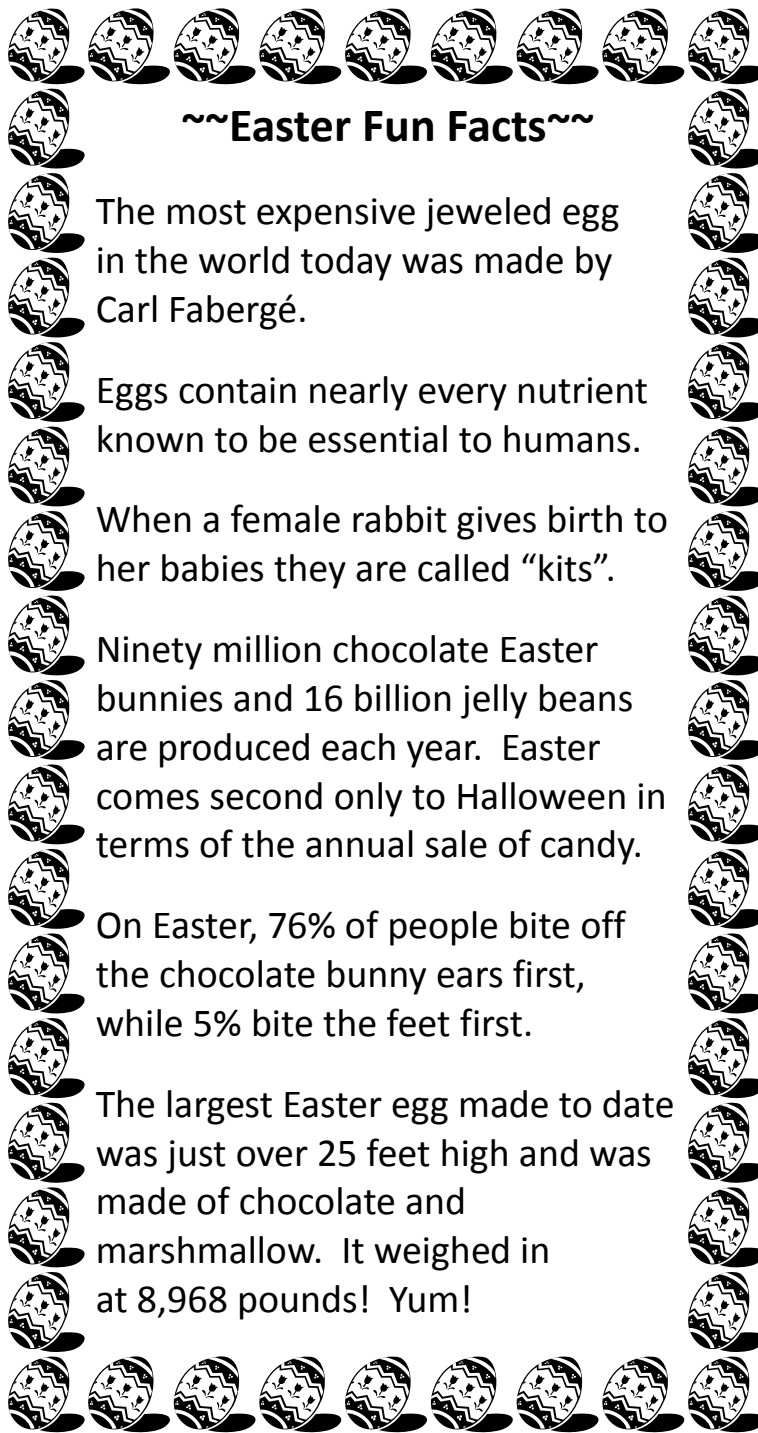 ~~Easter Fun Facts~~
The most expensive jeweled egg
in the world today was made by
Carl Fabergé.
Eggs contain nearly every nutrient
known to be essential to humans.
When a female rabbit gives birth to
her babies they are called “kits”.
Ninety million chocolate Easter
bunnies and 16 billion jelly beans
are produced each year.  Easter
comes second only to Halloween in
terms of the annual sale of candy.
On Easter, 76% of people bite off
the chocolate bunny ears first,
while 5% bite the feet first.
The largest Easter egg made to date
was just over 25 feet high and was
made of chocolate and
marshmallow.  It weighed in
at 8,968 pounds!  Yum!